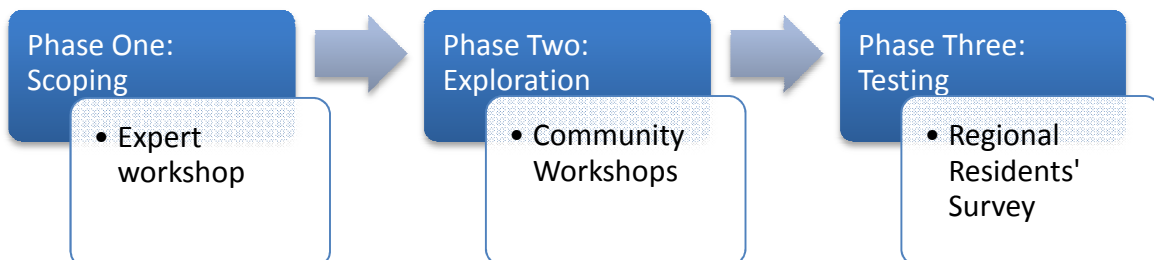 Phase One:
Scoping
• Expert
workshop
Phase Two:
Exploration
• Community
Workshops
Phase Three:
Testing
• Regional
Residents'
Survey